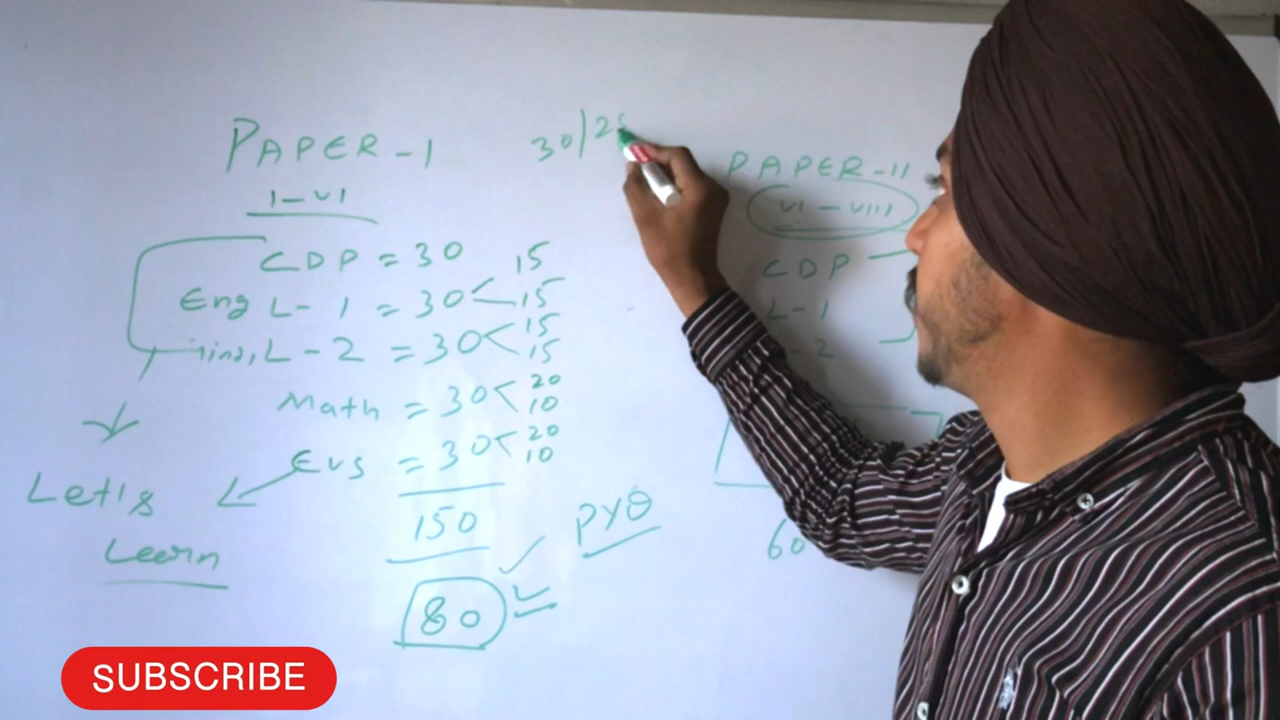 PAPER-1
I-VI
CDP = 30
Eng L-1 = 30 < 15
15
L-2 = 30 < 15
15
Math = 30 < 20
10
EVS = 30 < 20
10
150
80
PYQ
Let's
Learn
30/2
PAPER-II
VI-VIII
CDP
L-1
-2
60
SUBSCRIBE